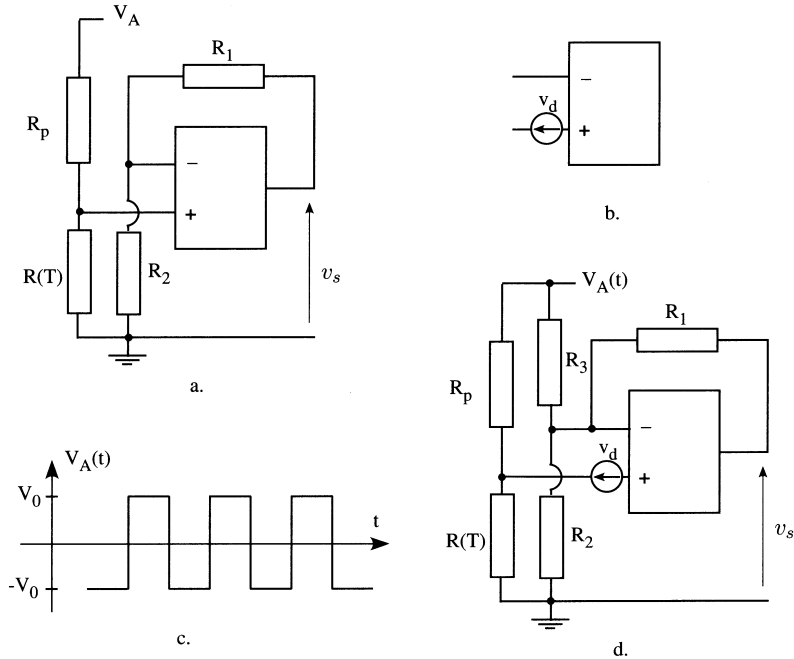 V_A
R_1
R_p
−
+
R(T)
R_2
v_s
a.
v_d
−
+
b.
V_A(t)
V_0
t
-V_0
c.
V_A(t)
R_1
R_3
R_p
−
v_d
+
R(T)
R_2
v_s
d.